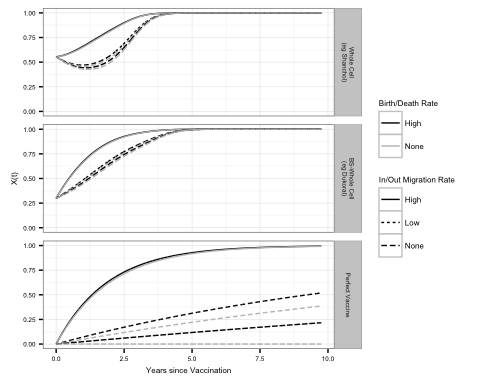 1.00
0.75
0.50
0.25
0.00
Whole Cell
(eg Shanchol)
1.00
0.75
0.50
0.25
0.00
BS-Whole Cell
(eg Dukoral)
1.00
0.75
0.50
0.25
0.00
Perfect Vaccine
X(t)
0.0 2.5 5.0 7.5 10.0
Years since Vaccination
Birth/Death Rate
High
None
In/Out Migration Rate
High
Low
None